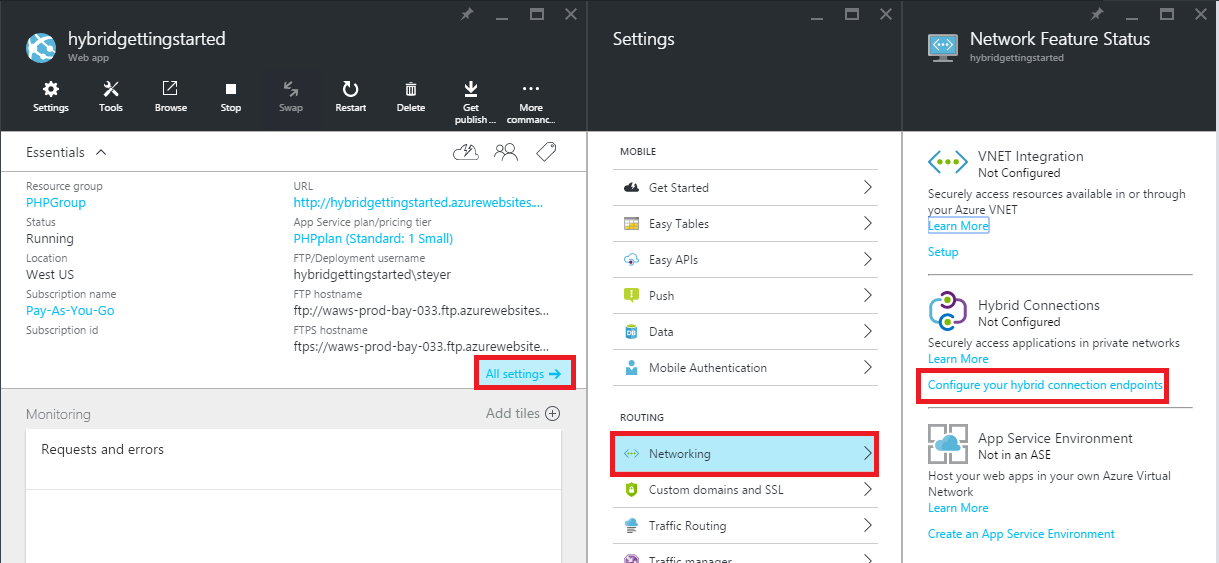 hybridgettingstarted
Web app
Settings
Tools
Browse
Stop
Swap
Restart
Delete
Get
publish ...
More
commanc...
Essentials
Resource group
PHPGroup
Status
Running
Location
West US
Subscription name
Pay-As-You-Go
Subscription id
URL
http://hybridgettingstarted.azurewebsites....
App Service plan/pricing tier
PHPplan (Standard: 1 Small)
FTP/Deployment username
hybridgettingstarted\steyer
FTP hostname
ftp://waws-prod-bay-033.ftp.azurewebsites...
FTPS hostname
ftps://waws-prod-bay-033.ftp.azurewebsite...
All settings
Monitoring
Add tiles
Requests and errors
Settings
MOBILE
Get Started
Easy Tables
Easy APIs
Push
DB
Data
Mobile Authentication
ROUTING
Networking
Custom domains and SSL
Traffic Routing
Traffic manager
Network Feature Status
hybridgettingstarted
VNET Integration
Not Configured
Securely access resources available in or through
your Azure VNET
Learn More
Setup
Hybrid Connections
Not Configured
Securely access applications in private networks
Learn More
Configure your hybrid connection endpoints
App Service Environment
Not in an ASE
Host your web apps in your own Azure Virtual
Network
Learn More
Create an App Service Environment